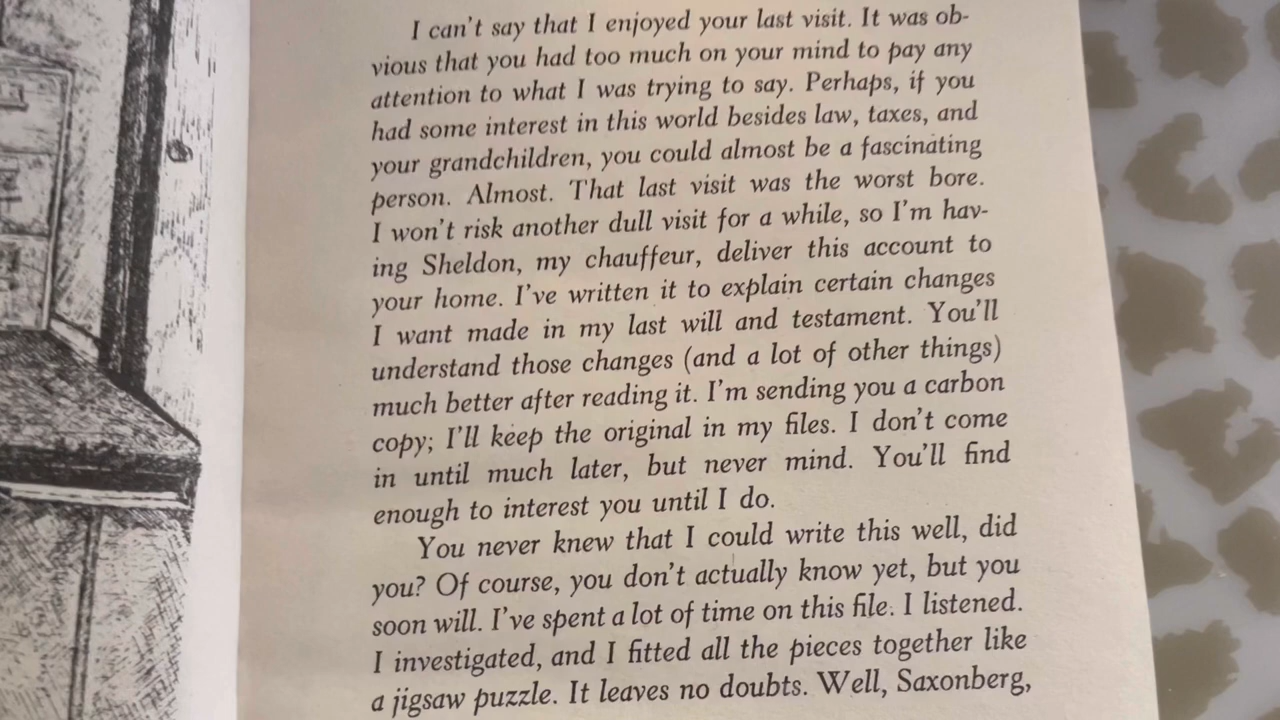 I can't say that I enjoyed your last visit. It was ob-
vious that you had too much on your mind to pay any
attention to what I was trying to say. Perhaps, if you
had some interest in this world besides law, taxes, and
your grandchildren, you could almost be a fascinating
person. Almost. That last visit was the worst bore.
I won't risk another dull visit for a while, so I'm hav-
ing Sheldon, my chauffeur, deliver this account to
your home. I've written it to explain certain changes
I want made in my last will and testament. You'll
understand those changes (and a lot of other things)
much better after reading it. I'm sending you a carbon
copy; I'll keep the original in my files. I don't come
in until much later, but never mind. You'll find
enough to interest you until I do.
You never knew that I could write this well, did
you? Of course, you don't actually know yet, but you
soon will. I've spent a lot of time on this file. I listened.
I investigated, and I fitted all the pieces together like
a jigsaw puzzle. It leaves no doubts. Well, Saxonberg,